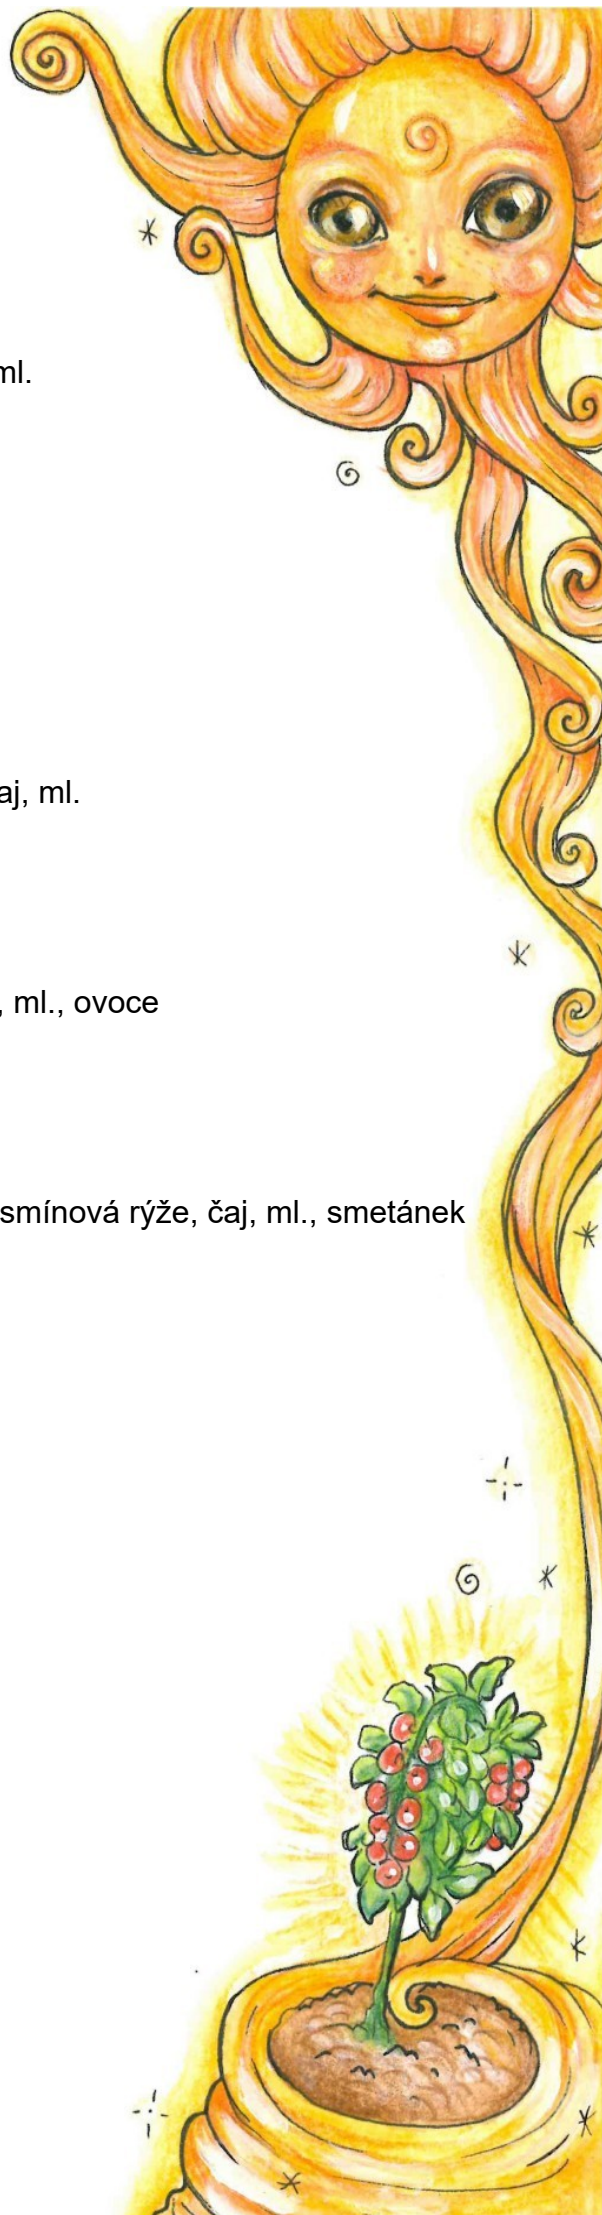 ml.
aj, ml.
, ml., ovoce
smínová rýže, čaj, ml., smetánek